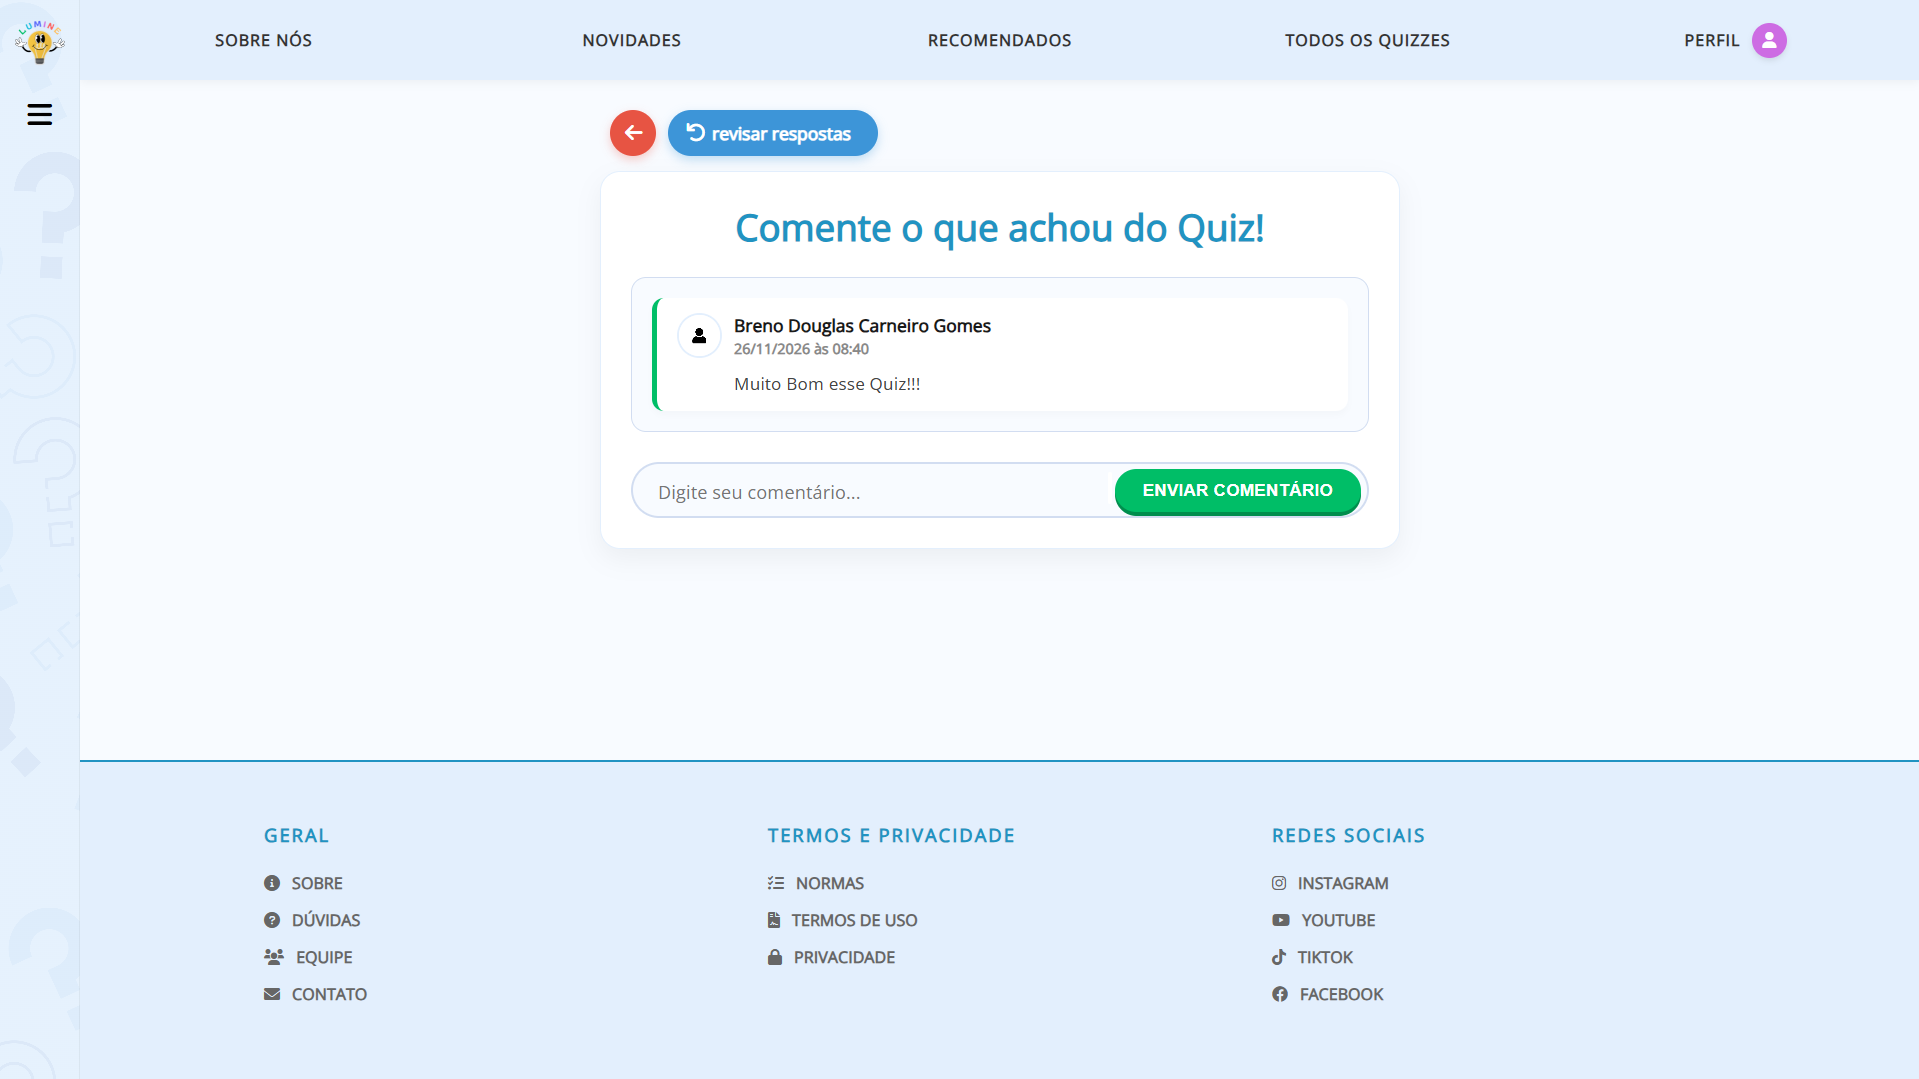 LUMINE
SOBRE NÓS
NOVIDADES
RECOMENDADOS
TODOS OS QUIZZES
PERFIL
revisar respostas
Comente o que achou do Quiz!
Breno Douglas Carneiro Gomes
26/11/2026 às 08:40
Muito Bom esse Quiz!!!
Digite seu comentário...
ENVIAR COMENTÁRIO
GERAL
SOBRE
DÚVIDAS
EQUIPE
CONTATO
TERMOS E PRIVACIDADE
NORMAS
TERMOS DE USO
PRIVACIDADE
REDES SOCIAIS
INSTAGRAM
YOUTUBE
TIKTOK
FACEBOOK